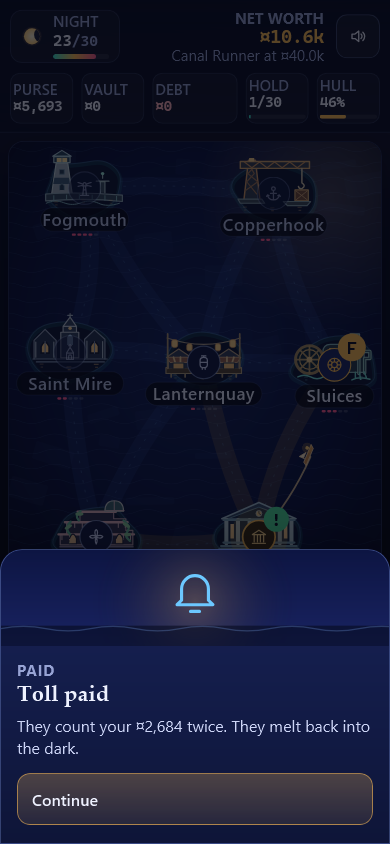 NIGHT
23/30
NET WORTH
¤10.6k
Canal Runner at ¤40.0k
PURSE
¤5,693
VAULT
¤0
DEBT
¤0
HOLD
1/30
HULL
46%
Fogmouth
Copperhook
F
Saint Mire
Lanternquay
Sluices
!
PAID
Toll paid
They count your ¤2,684 twice. They melt back into
the dark.
Continue